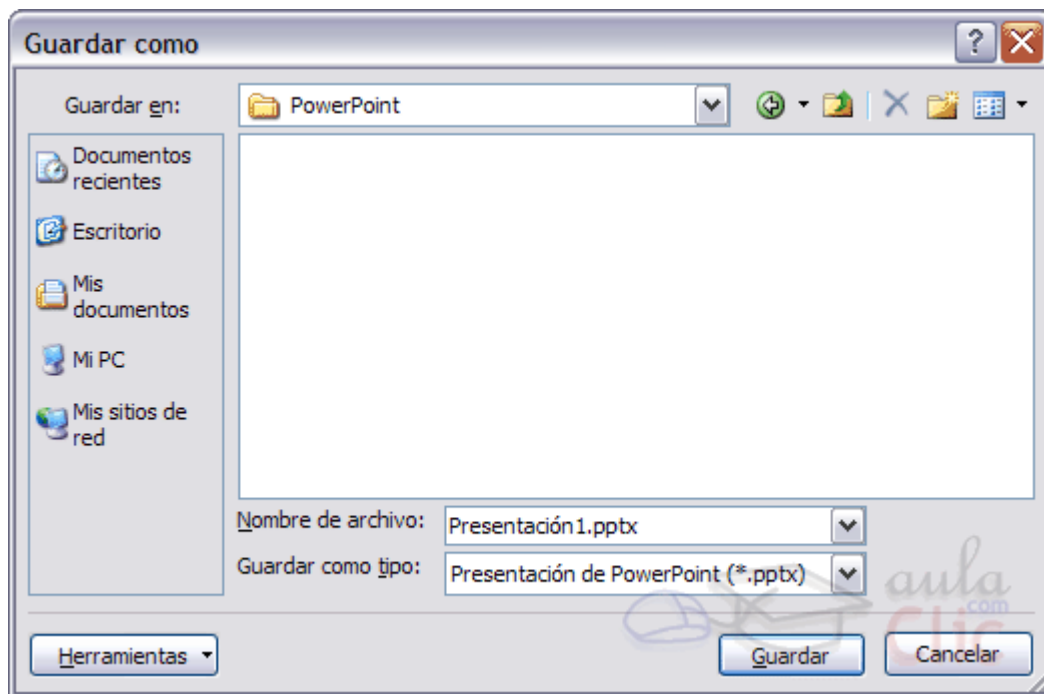 Guardar como
?
Guardar en:
PowerPoint
Documentos
recientes
Escritorio
Mis
documentos
Mi PC
Mis sitios de
red
Nombre de archivo:
Presentación1.pptx
Guardar como tipo:
Presentación de PowerPoint (*.pptx)
aula
.com
Clic
Herramientas
Guardar
Cancelar